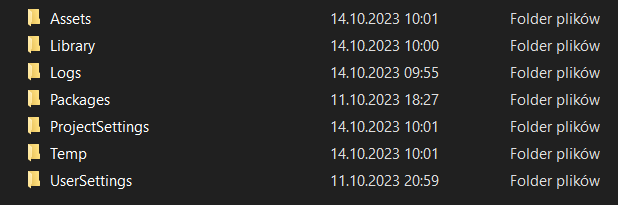 Assets 14.10.2023 10:01 Folder plików
Library 14.10.2023 10:00 Folder plików
Logs 14.10.2023 09:55 Folder plików
Packages 11.10.2023 18:27 Folder plików
ProjectSettings 14.10.2023 10:01 Folder plików
Temp 14.10.2023 10:01 Folder plików
UserSettings 11.10.2023 20:59 Folder plików